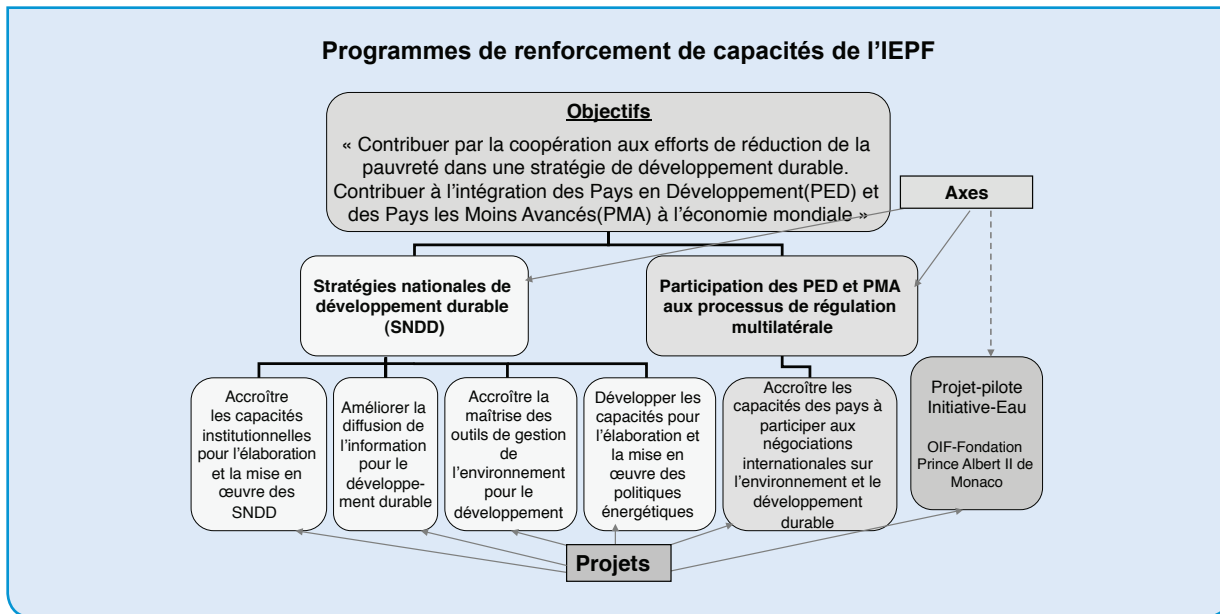 Programmes de renforcement de capacités de l'IEPF
Objectifs
« Contribuer par la coopération aux efforts de réduction de la
pauvreté dans une stratégie de développement durable.
Contribuer à l'intégration des Pays en Développement(PED) et
des Pays les Moins Avancés(PMA) à l'économie mondiale »
Axes
Stratégies nationales de
développement durable
(SNDD)
Participation des PED et PMA
aux processus de régulation
multilatérale
Accroître
les capacités
institutionnelles
pour l'élaboration
et la mise en
œuvre des
SNDD
Améliorer la
diffusion de
l'information
pour le
développe-
ment durable
Accroître la
maîtrise des
outils de gestion
de
l'environnement
pour le
développement
Développer les
capacités pour
l'élaboration et
la mise en
œuvre des
politiques
énergétiques
Accroître les
capacités des pays à
participer aux
négociations
internationales sur
l'environnement et le
développement
durable
Projet-pilote
Initiative-Eau
OIF-Fondation
Prince Albert II de
Monaco
Projets